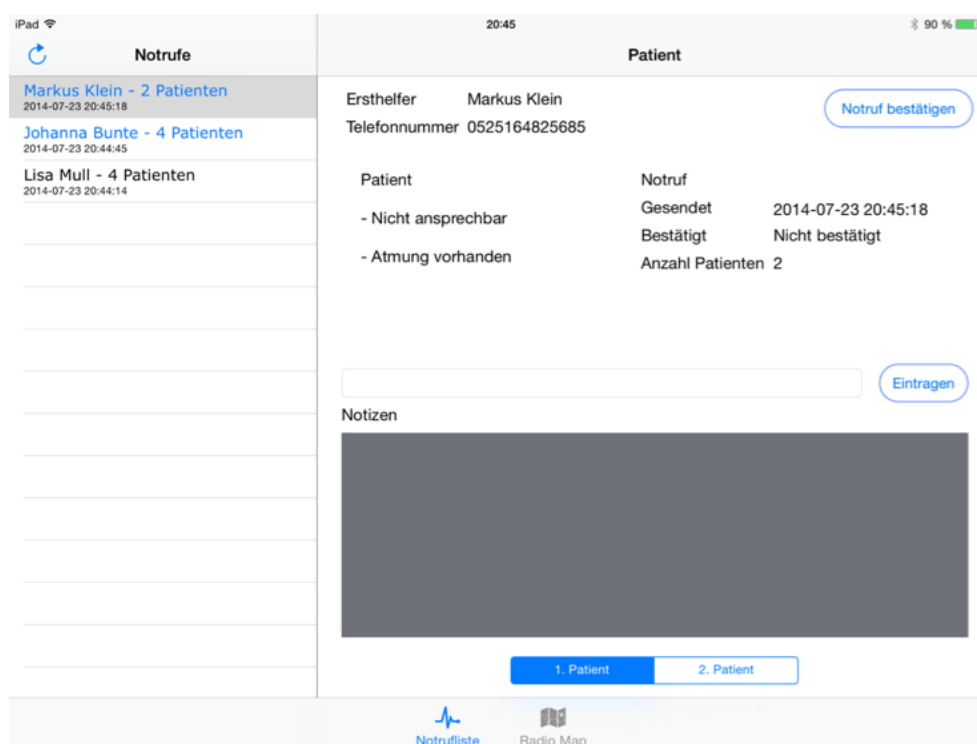 iPad 20:45 90 %
Notrufe
Patient
Markus Klein - 2 Patienten
2014-07-23 20:45:18
Johanna Bunte - 4 Patienten
2014-07-23 20:44:45
Lisa Mull - 4 Patienten
2014-07-23 20:44:14
Ersthelfer Markus Klein
Telefonnummer 0525164825685
Notruf bestätigen
Patient
- Nicht ansprechbar
- Atmung vorhanden
Notruf
Gesendet 2014-07-23 20:45:18
Bestätigt Nicht bestätigt
Anzahl Patienten 2
Eintragen
Notizen
1. Patient 2. Patient
Notrufliste Radio Map